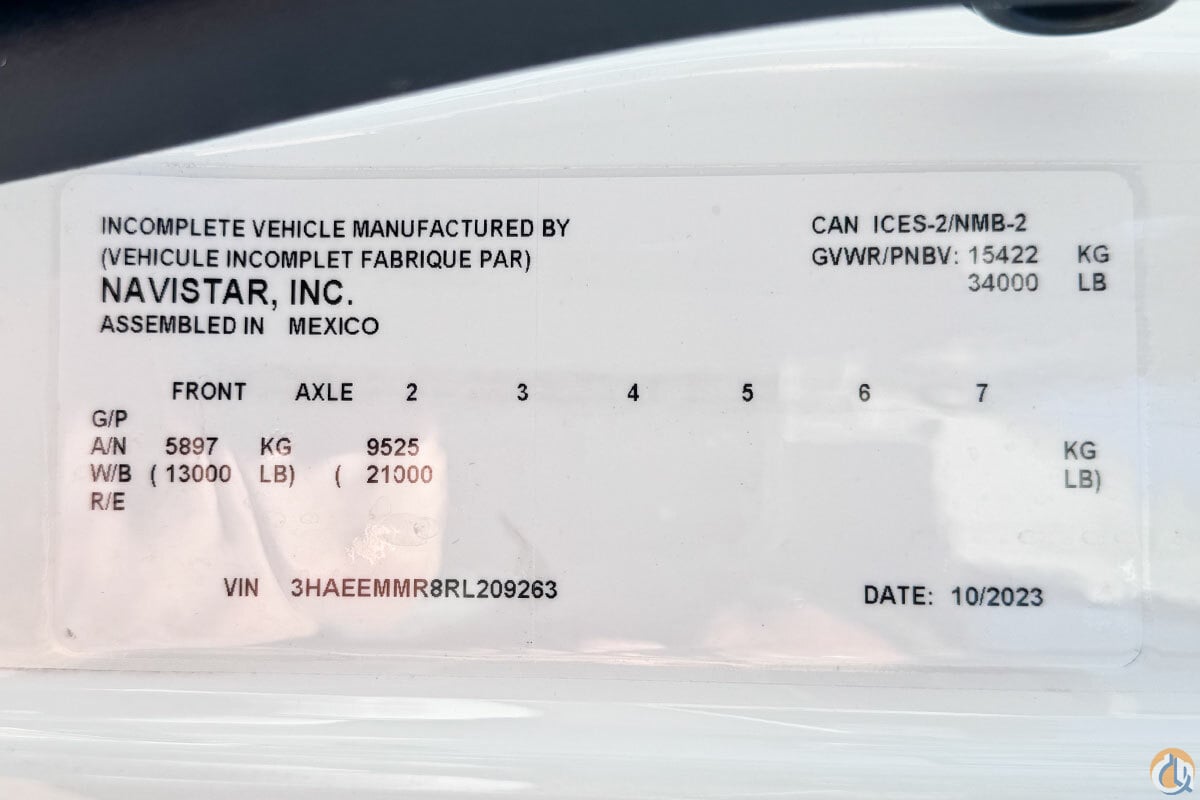 INCOMPLETE VEHICLE MANUFACTURED BY
(VEHICULE INCOMPLET FABRIQUE PAR)
NAVISTAR, INC.
ASSEMBLED IN MEXICO
CAN ICES-2/NMB-2
GVWR/PNBV: 15422 KG
34000 LB
FRONT AXLE 2 3 4 5 6 7
G/P
A/N 5897 KG 9525 KG
W/B ( 13000 LB) ( 21000 LB)
R/E
VIN 3HAEEMMR8RL209263
DATE: 10/2023